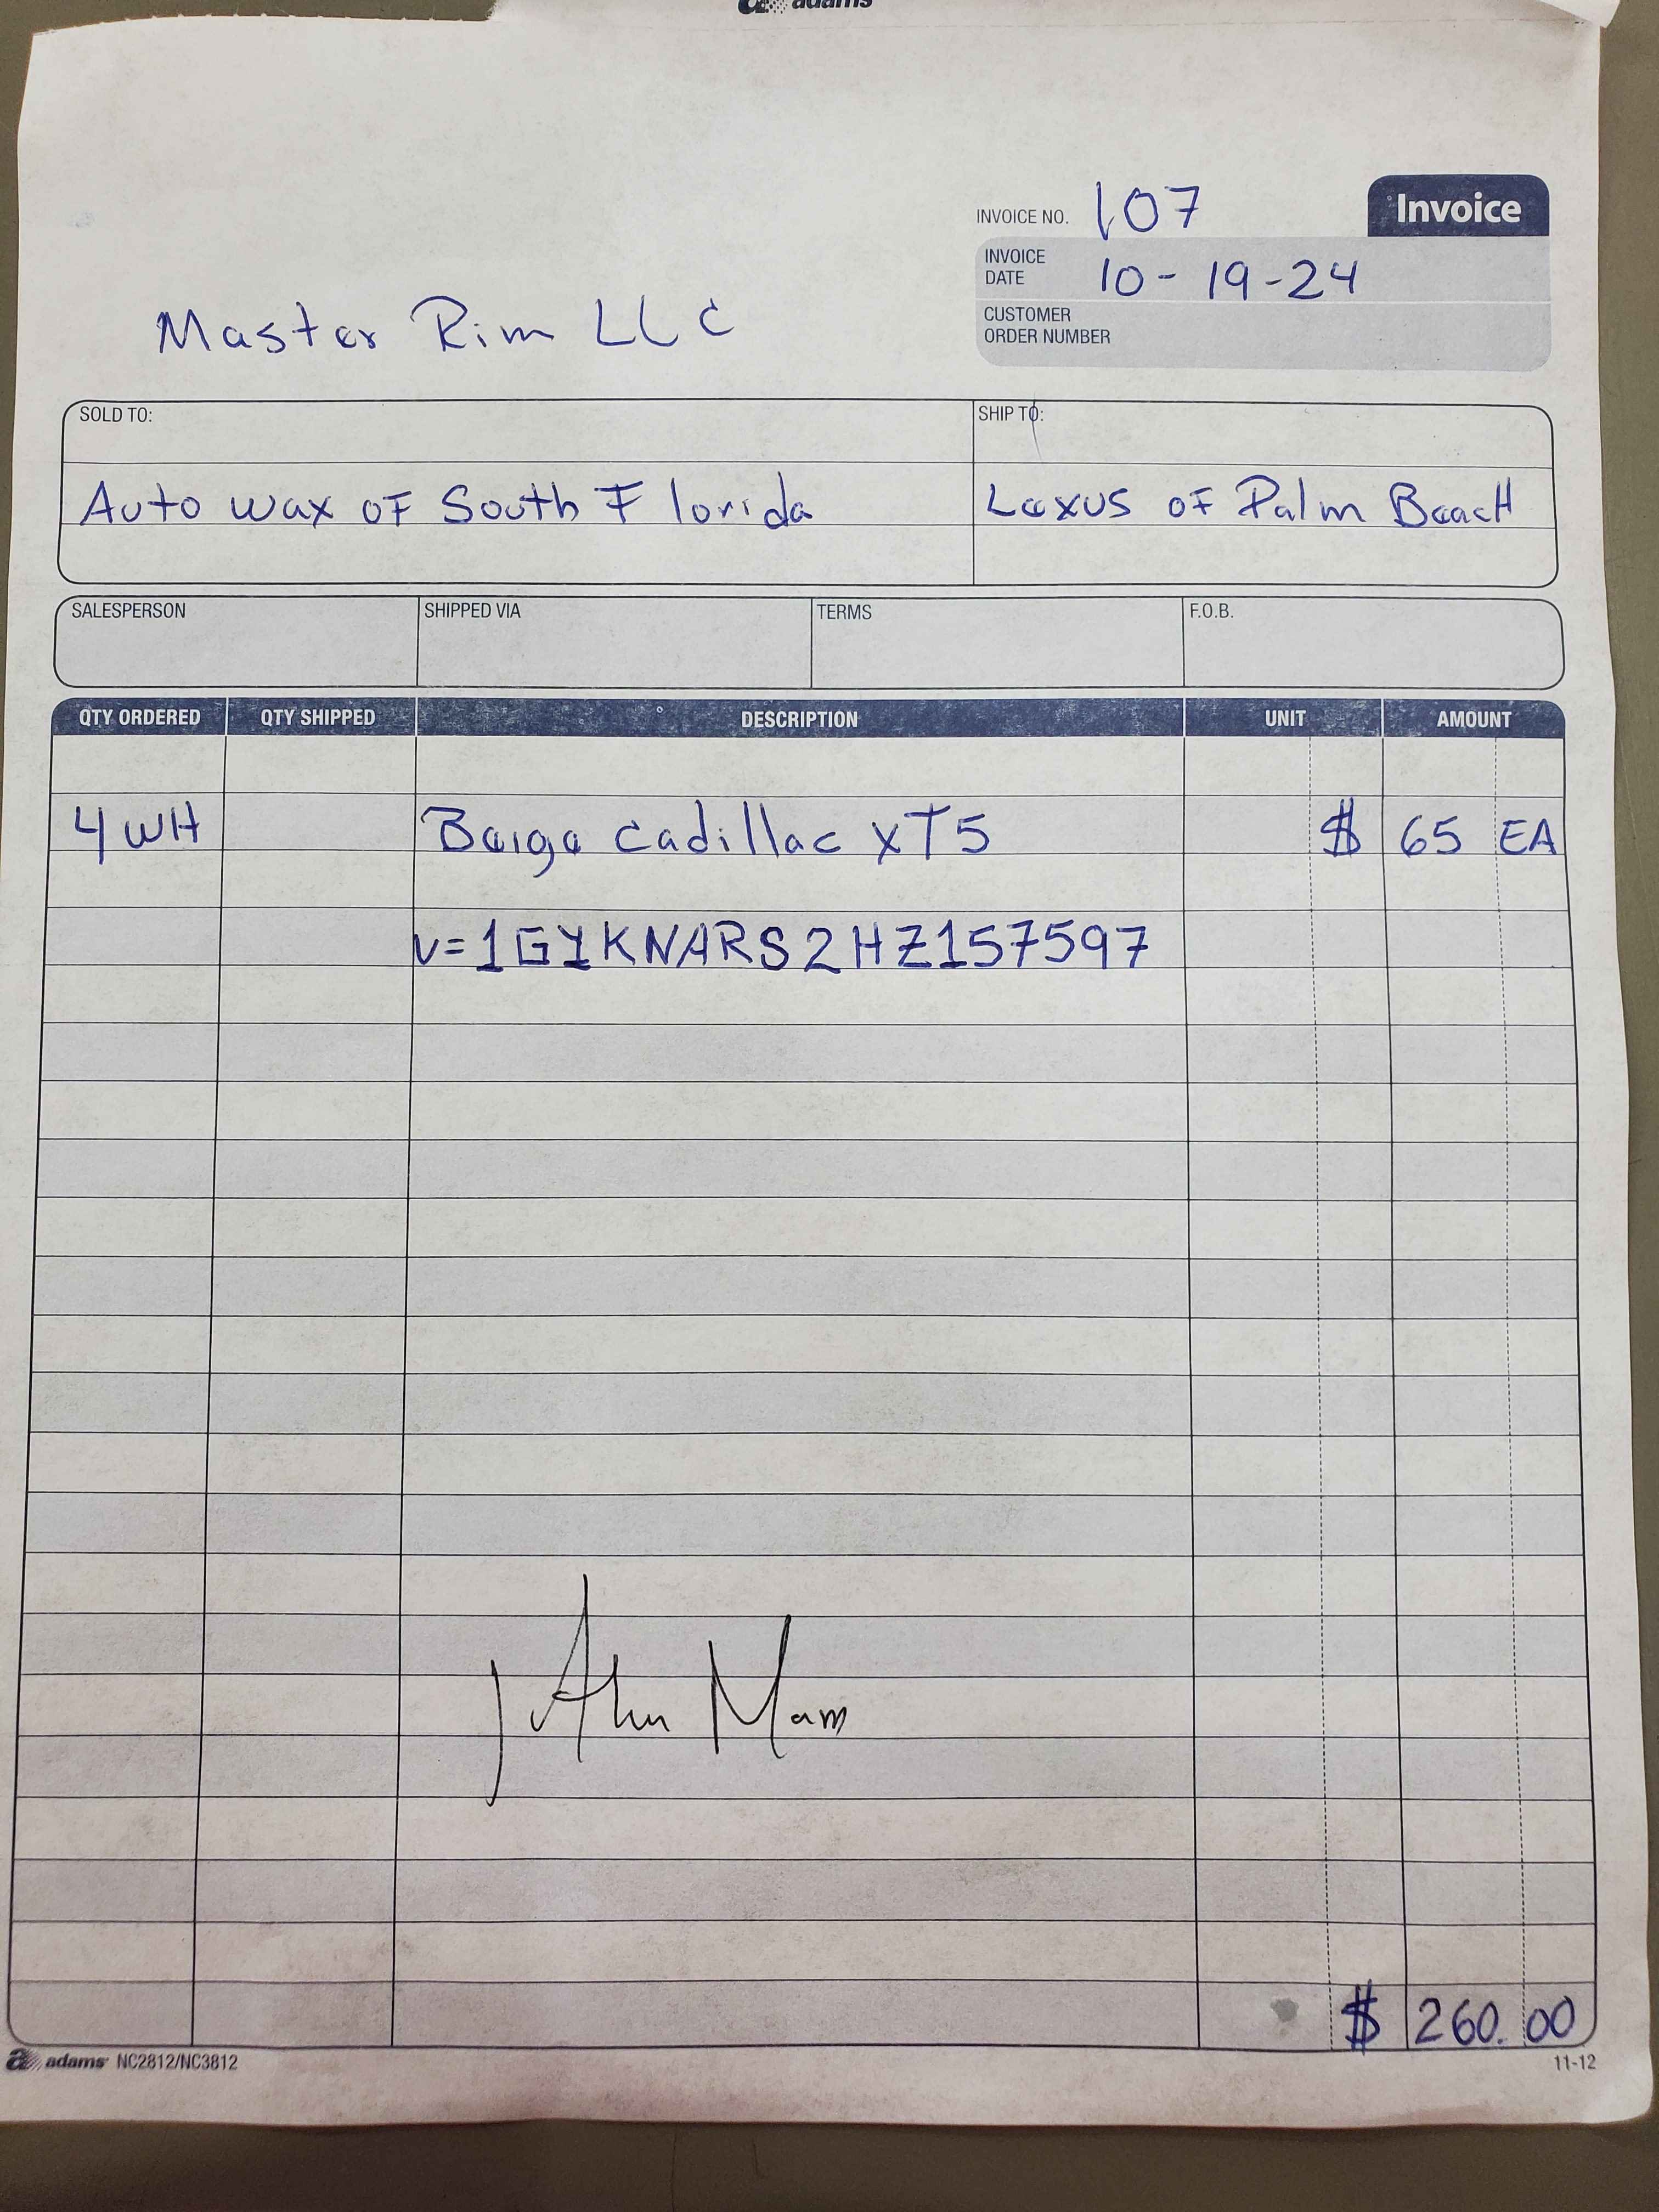 adams
INVOICE NO. 107
Invoice
INVOICE DATE 10-19-24
CUSTOMER ORDER NUMBER
Master Rim LLC
SOLD TO:
SHIP TO:
Auto wax oF South Florida
Lexus oF Palm BeacH
SALESPERSON SHIPPED VIA TERMS F.O.B.
QTY ORDERED QTY SHIPPED DESCRIPTION UNIT AMOUNT
4 WH Beige Cadillac XT5 $ 65 EA
V=1GYKNARS2HZ157597
$ 260.00
adams NC2812/NC3812
11-12